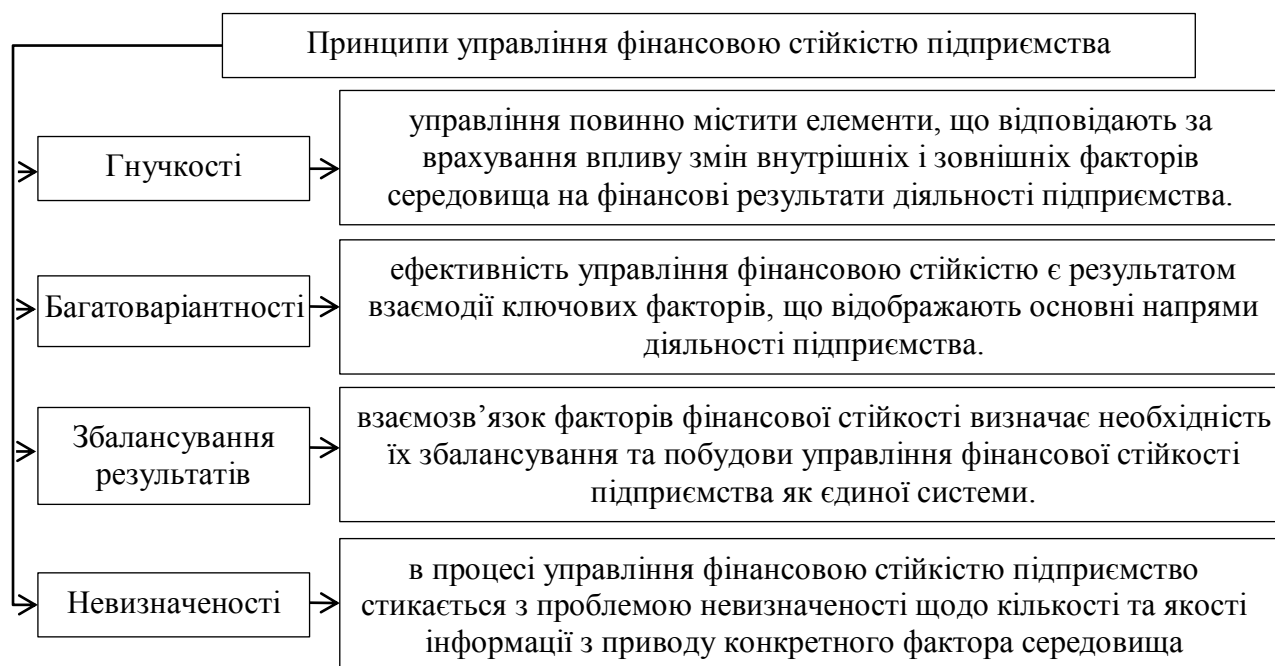 Принципи управління фінансовою стійкістю підприємства
Гнучкості
управління повинно містити елементи, що відповідають за
врахування впливу змін внутрішніх і зовнішніх факторів
середовища на фінансові результати діяльності підприємства.
Багатоваріантності
ефективність управління фінансовою стійкістю є результатом
взаємодії ключових факторів, що відображають основні напрями
діяльності підприємства.
Збалансування
результатів
взаємозв’язок факторів фінансової стійкості визначає необхідність
їх збалансування та побудови управління фінансової стійкості
підприємства як єдиної системи.
Невизначеності
в процесі управління фінансовою стійкістю підприємство
стикається з проблемою невизначеності щодо кількості та якості
інформації з приводу конкретного фактора середовища